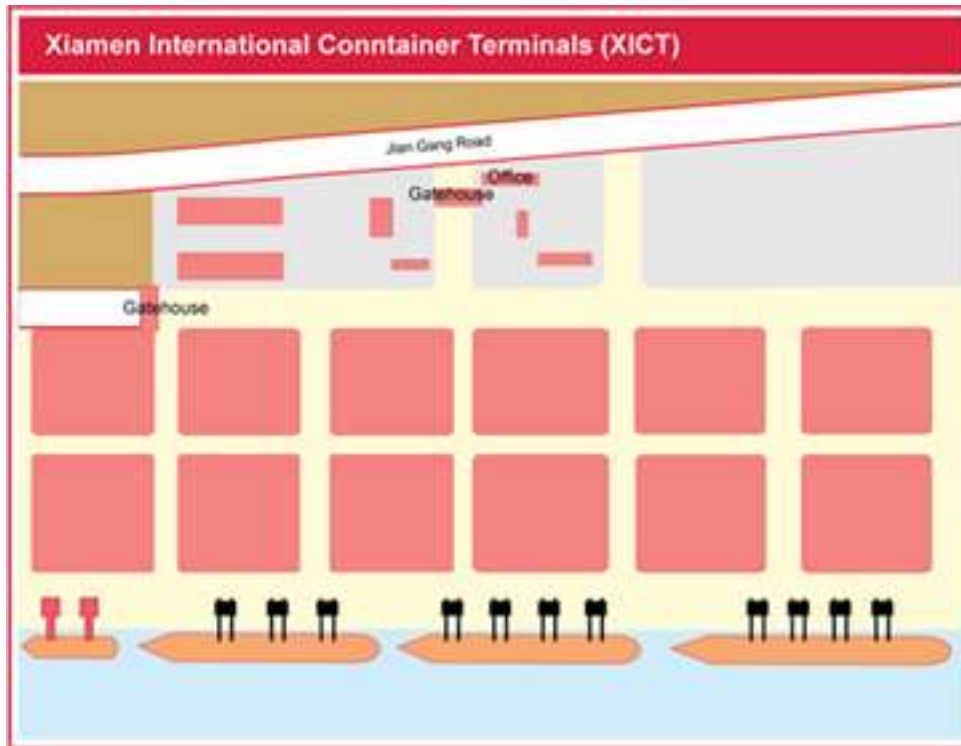 Xiamen International Conntainer Terminals (XICT)
Jian Gang Road
Office
Gatehouse
Gatehouse